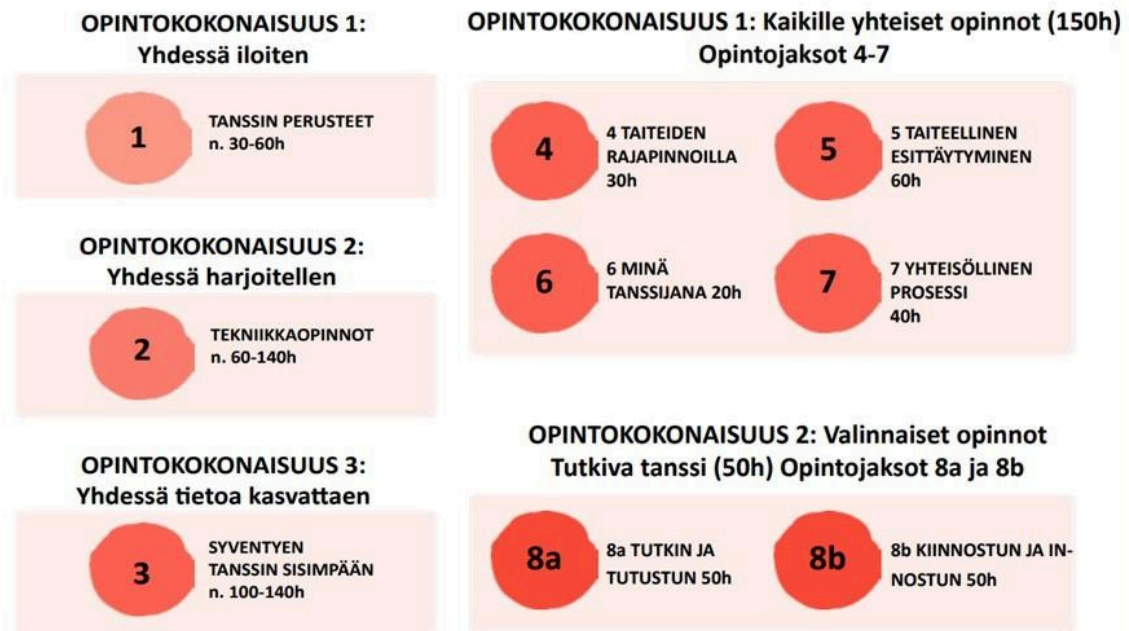 OPINTOKOKONAISUUS 1:
Yhdessä iloiten
1
TANSSIN PERUSTEET
n. 30-60h
OPINTOKOKONAISUUS 2:
Yhdessä harjoitellen
2
TEKNIIKKAOPINNOT
n. 60-140h
OPINTOKOKONAISUUS 3:
Yhdessä tietoa kasvattaen
3
SYVENTYEN
TANSSIN SISIMPÄÄN
n. 100-140h
OPINTOKOKONAISUUS 1: Kaikille yhteiset opinnot (150h)
Opintojaksot 4-7
4
4 TAITEIDEN
RAJAPINNOILLA
30h
5
5 TAITEELLINEN
ESITTÄYTYMINEN
60h
6
6 MINÄ
TANSSIJANA 20h
7
7 YHTEISÖLLINEN
PROSESSI
40h
OPINTOKOKONAISUUS 2: Valinnaiset opinnot
Tutkiva tanssi (50h) Opintojaksot 8a ja 8b
8a
8a TUTKIN JA
TUTUSTUN 50h
8b
8b KIINNOSTUN JA IN-
NOSTUN 50h